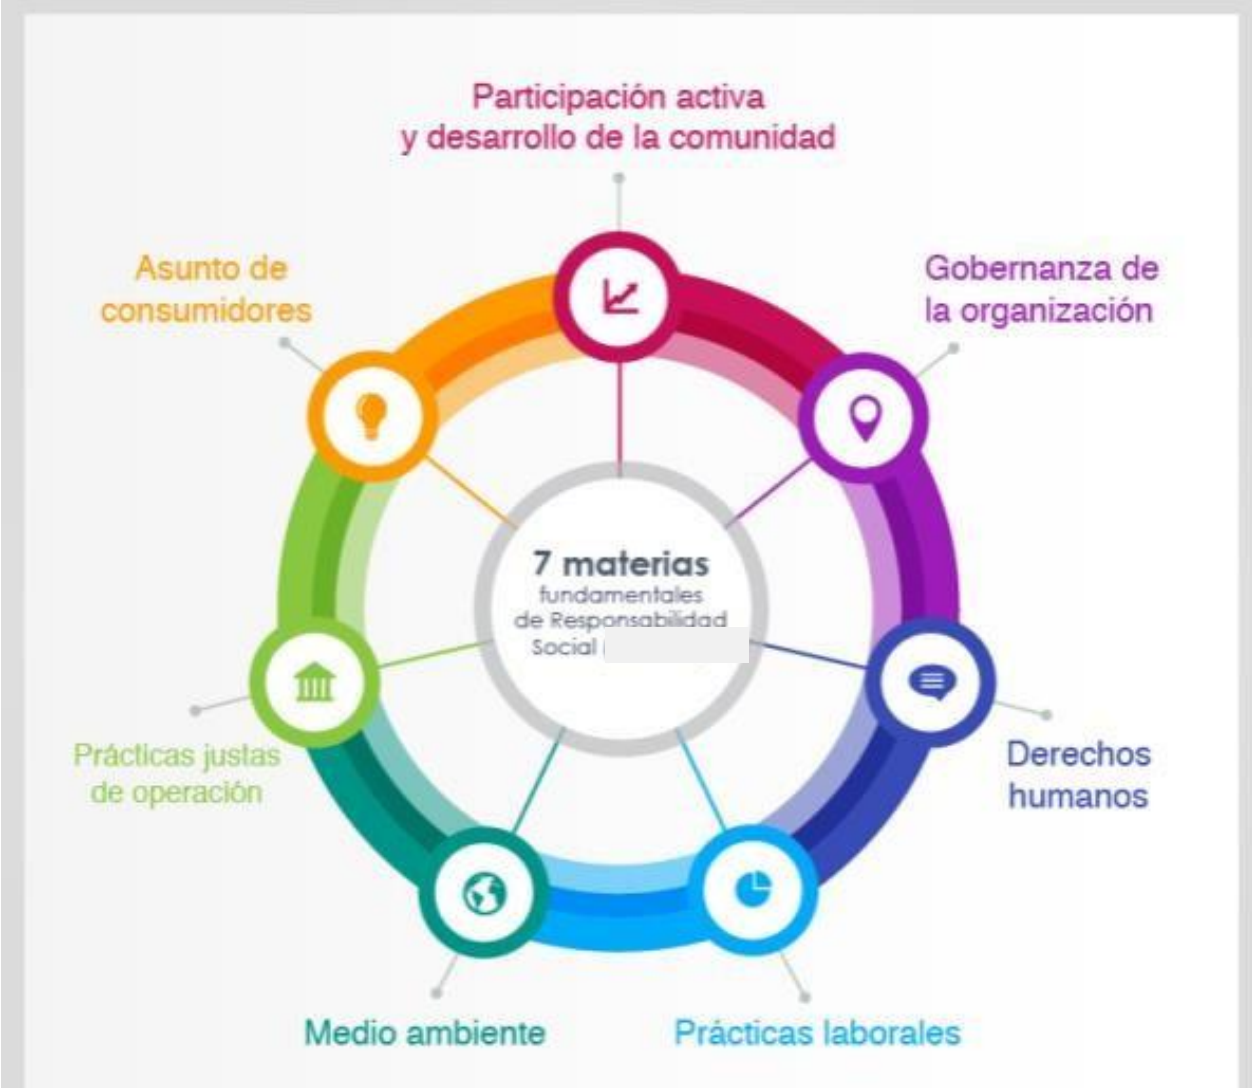 Participación activa
y desarrollo de la comunidad
Asunto de
consumidores
Gobernanza de
la organización
7 materias
fundamentales
de Responsabilidad
Social
Prácticas justas
de operación
Derechos
humanos
Medio ambiente
Prácticas laborales